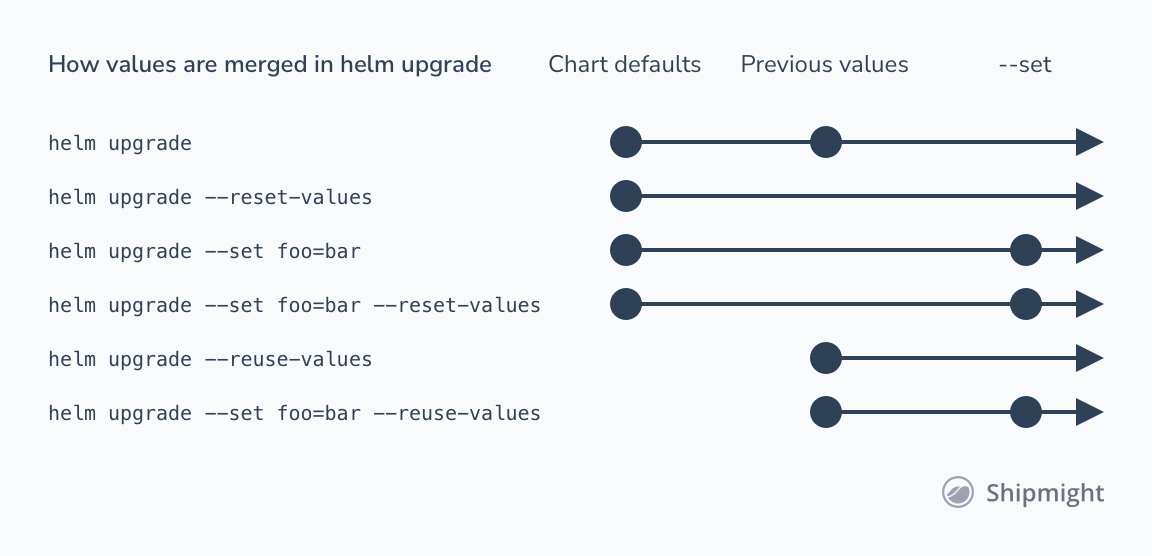 How values are merged in helm upgrade Chart defaults Previous values --set
helm upgrade
helm upgrade --reset-values
helm upgrade --set foo=bar
helm upgrade --set foo=bar --reset-values
helm upgrade --reuse-values
helm upgrade --set foo=bar --reuse-values
Shipmight